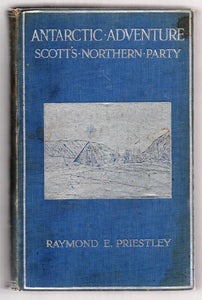 ANTARCTIC·ADVENTURE
SCOTT'S·NORTHERN·PARTY
RAYMOND E. PRIESTLEY